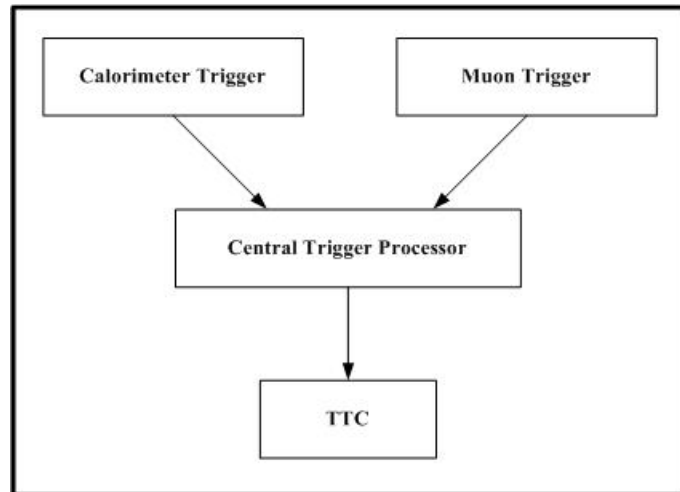 Calorimeter Trigger
Muon Trigger
Central Trigger Processor
TTC